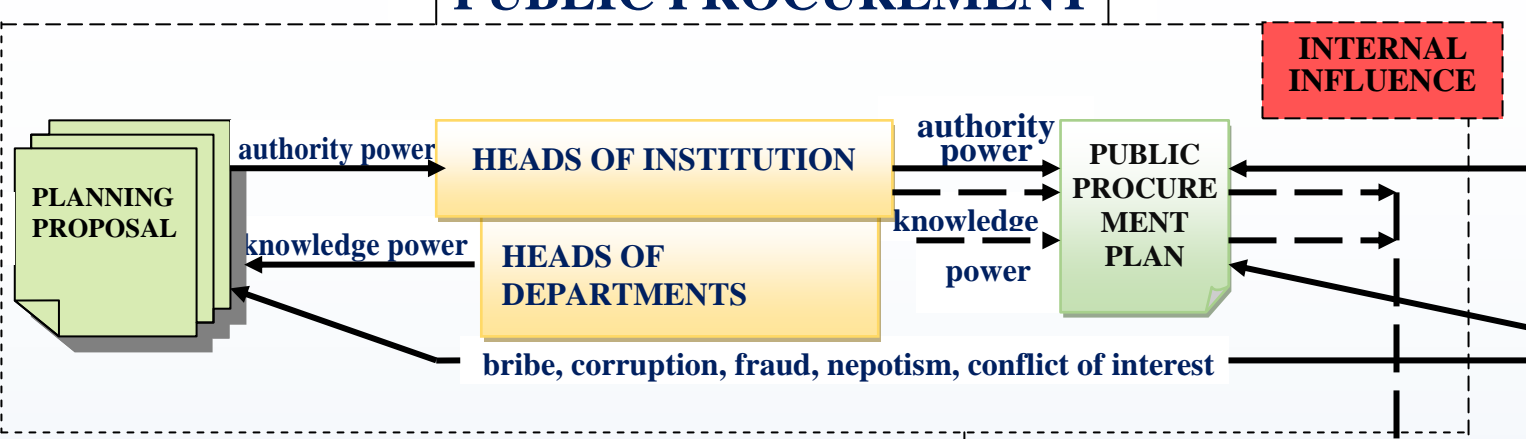 PUBLIC PROCUREMENT
INTERNAL
INFLUENCE
PLANNING
PROPOSAL
authority power
knowledge power
HEADS OF INSTITUTION
HEADS OF
DEPARTMENTS
authority
power
knowledge
power
PUBLIC
PROCURE
MENT
PLAN
bribe, corruption, fraud, nepotism, conflict of interest